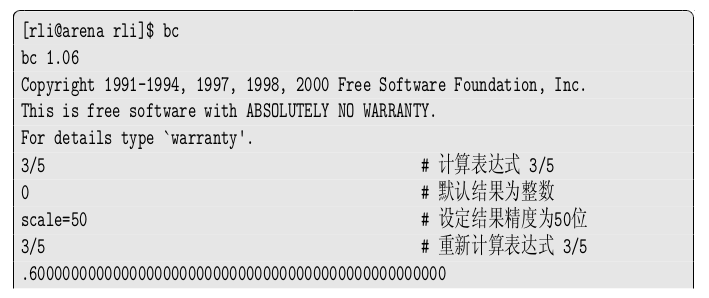 [rli@arena rli]$ bc
bc 1.06
Copyright 1991-1994, 1997, 1998, 2000 Free Software Foundation, Inc.
This is free software with ABSOLUTELY NO WARRANTY.
For details type `warranty'.
3/5 # 计算表达式 3/5
0 # 默认结果为整数
scale=50 # 设定结果精度为50位
3/5 # 重新计算表达式 3/5
.60000000000000000000000000000000000000000000000000